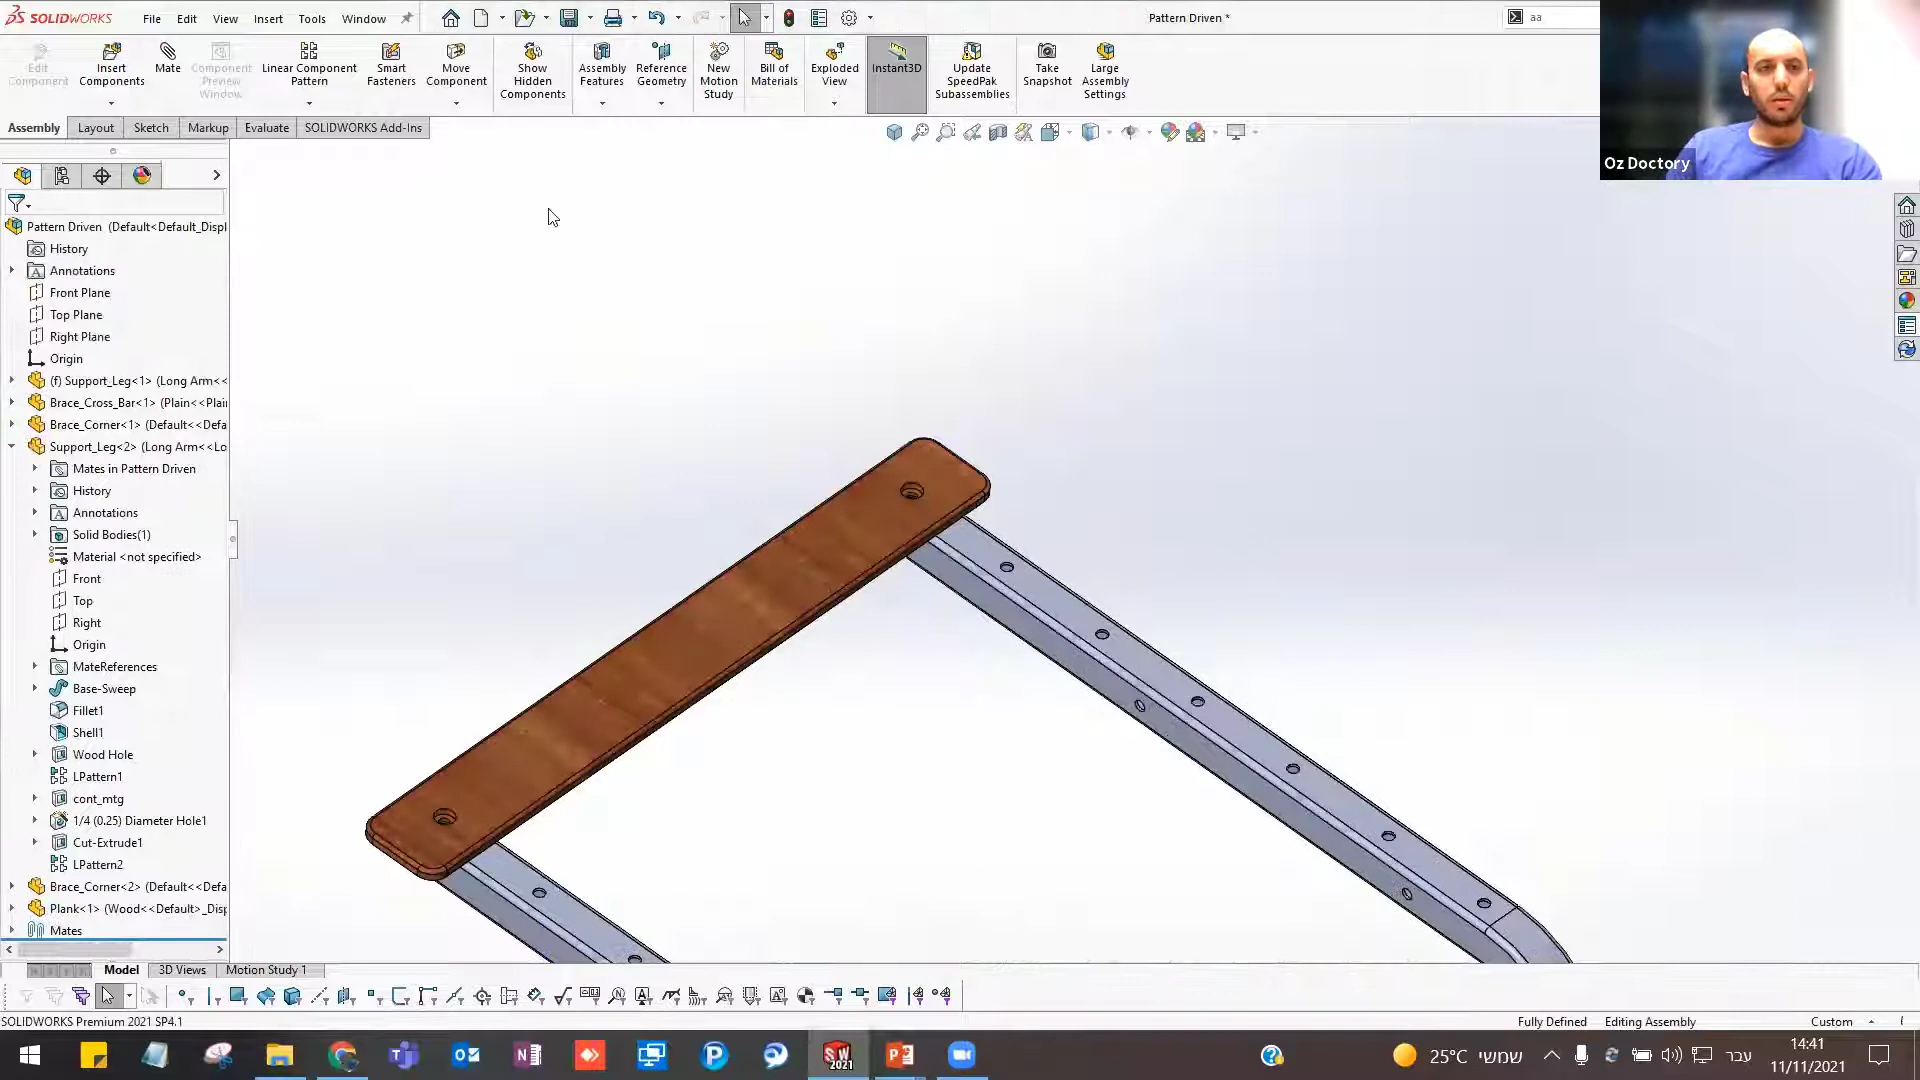 SOLIDWORKS File Edit View Insert Tools Window
Pattern Driven *
aa
Edit Component
Insert Components
Mate
Component Preview Window
Linear Component Pattern
Smart Fasteners
Move Component
Show Hidden Components
Assembly Features
Reference Geometry
New Motion Study
Bill of Materials
Exploded View
Instant3D
Update SpeedPak Subassemblies
Take Snapshot
Large Assembly Settings
Assembly Layout Sketch Markup Evaluate SOLIDWORKS Add-Ins
Oz Doctory
Pattern Driven (Default<Default_Displ
History
Annotations
Front Plane
Top Plane
Right Plane
Origin
(f) Support_Leg<1> (Long Arm<<
Brace_Cross_Bar<1> (Plain<<Plai
Brace_Corner<1> (Default<<Defa
Support_Leg<2> (Long Arm<<Lo
Mates in Pattern Driven
History
Annotations
Solid Bodies(1)
Material <not specified>
Front
Top
Right
Origin
MateReferences
Base-Sweep
Fillet1
Shell1
Wood Hole
LPattern1
cont_mtg
1/4 (0.25) Diameter Hole1
Cut-Extrude1
LPattern2
Brace_Corner<2> (Default<<Defa
Plank<1> (Wood<<Default>_Disp
Mates
Model 3D Views Motion Study 1
SOLIDWORKS Premium 2021 SP4.1
Fully Defined Editing Assembly Custom
25°C שמשי
עבר
14:41
11/11/2021